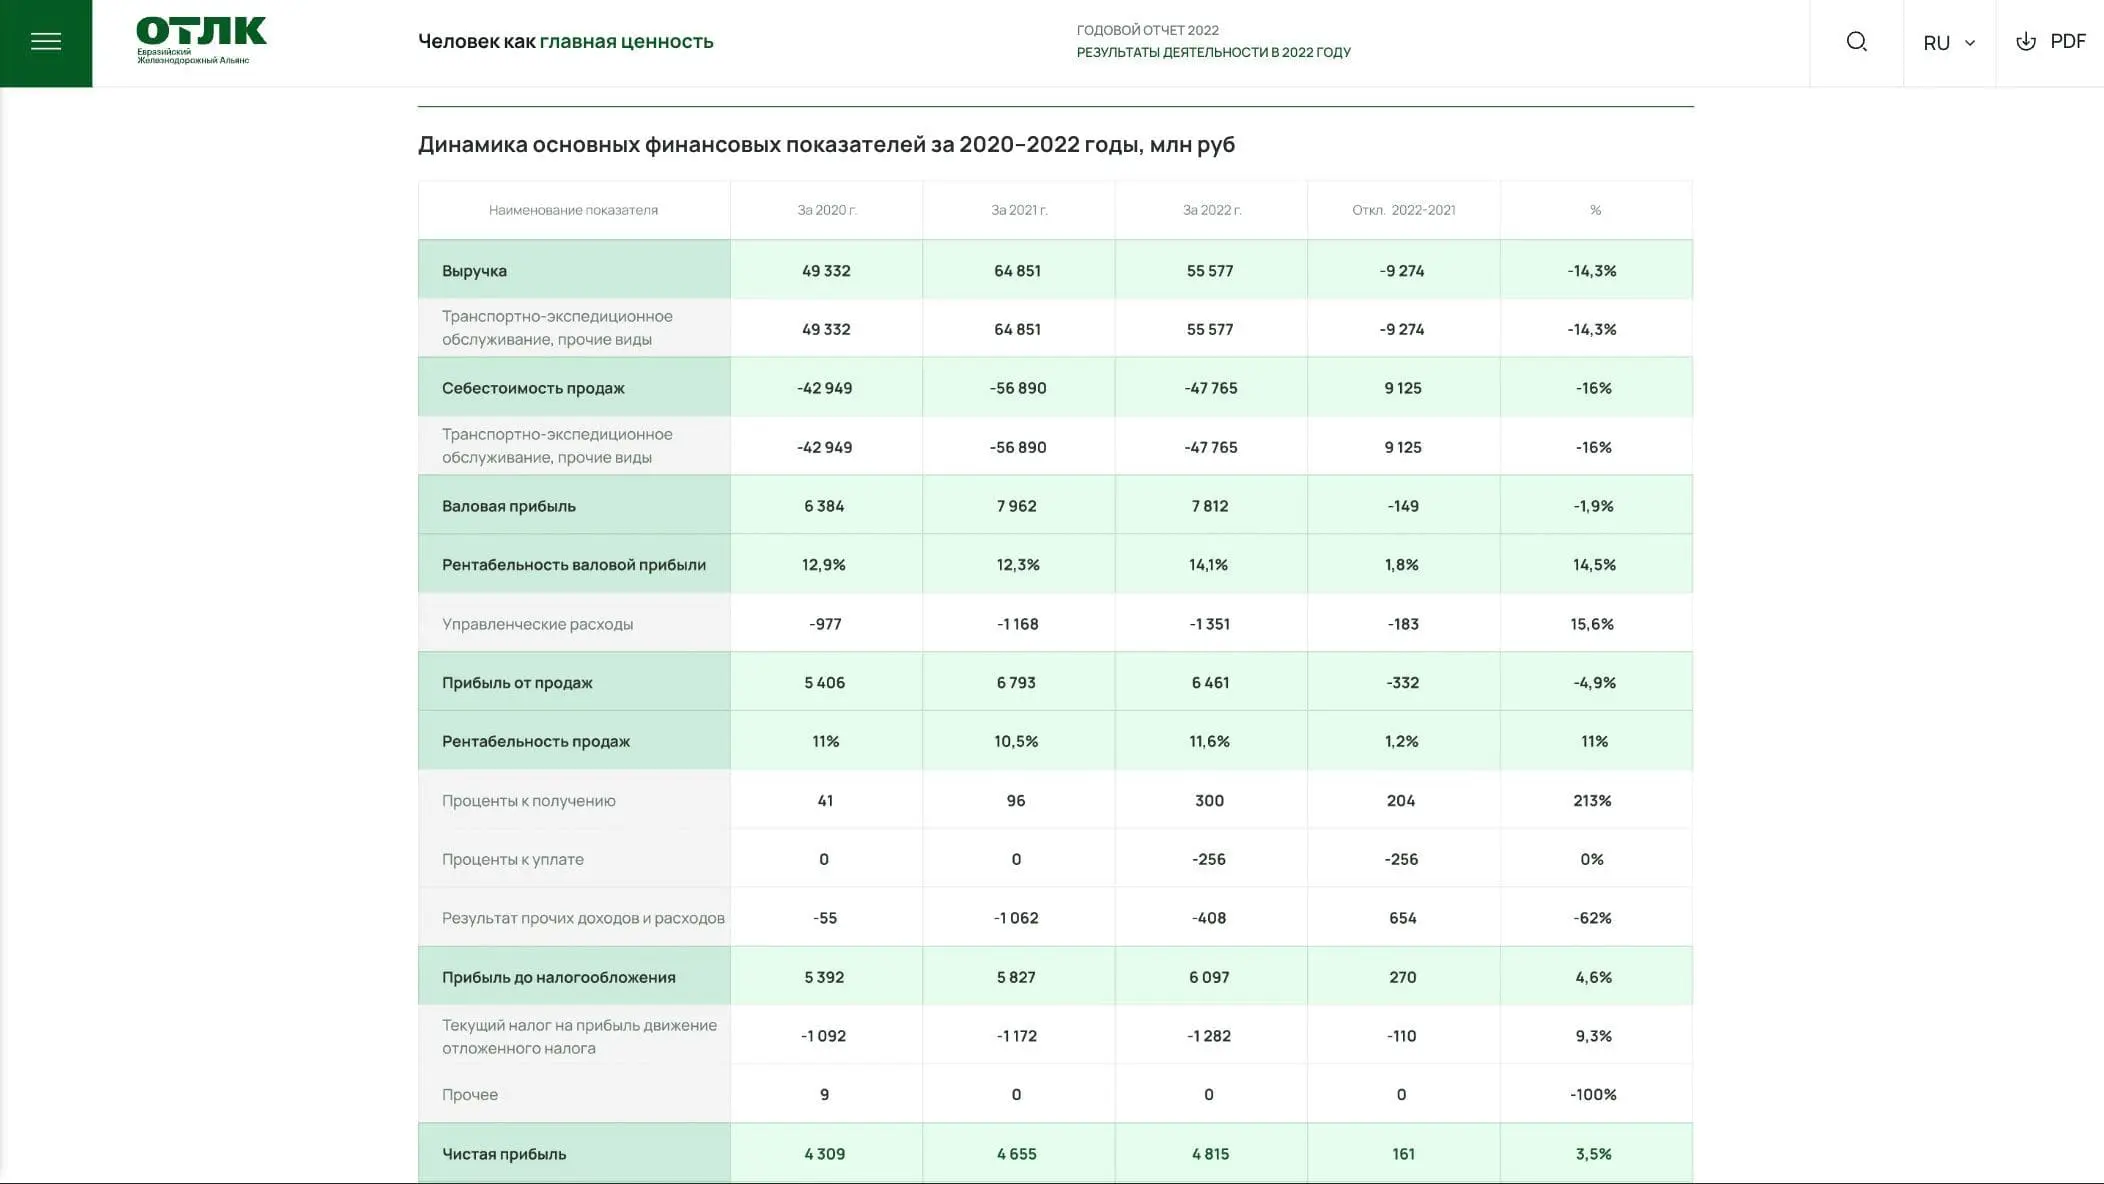 ОТЛК
Евразийский
Железнодорожный Альянс
Человек как главная ценность
ГОДОВОЙ ОТЧЕТ 2022
РЕЗУЛЬТАТЫ ДЕЯТЕЛЬНОСТИ В 2022 ГОДУ
RU
PDF
Динамика основных финансовых показателей за 2020–2022 годы, млн руб
Наименование показателя За 2020 г. За 2021 г. За 2022 г. Откл. 2022-2021 %
Выручка 49 332 64 851 55 577 -9 274 -14,3%
Транспортно-экспедиционное
обслуживание, прочие виды 49 332 64 851 55 577 -9 274 -14,3%
Себестоимость продаж -42 949 -56 890 -47 765 9 125 -16%
Транспортно-экспедиционное
обслуживание, прочие виды -42 949 -56 890 -47 765 9 125 -16%
Валовая прибыль 6 384 7 962 7 812 -149 -1,9%
Рентабельность валовой прибыли 12,9% 12,3% 14,1% 1,8% 14,5%
Управленческие расходы -977 -1 168 -1 351 -183 15,6%
Прибыль от продаж 5 406 6 793 6 461 -332 -4,9%
Рентабельность продаж 11% 10,5% 11,6% 1,2% 11%
Проценты к получению 41 96 300 204 213%
Проценты к уплате 0 0 -256 -256 0%
Результат прочих доходов и расходов -55 -1 062 -408 654 -62%
Прибыль до налогообложения 5 392 5 827 6 097 270 4,6%
Текущий налог на прибыль движение
отложенного налога -1 092 -1 172 -1 282 -110 9,3%
Прочее 9 0 0 0 -100%
Чистая прибыль 4 309 4 655 4 815 161 3,5%